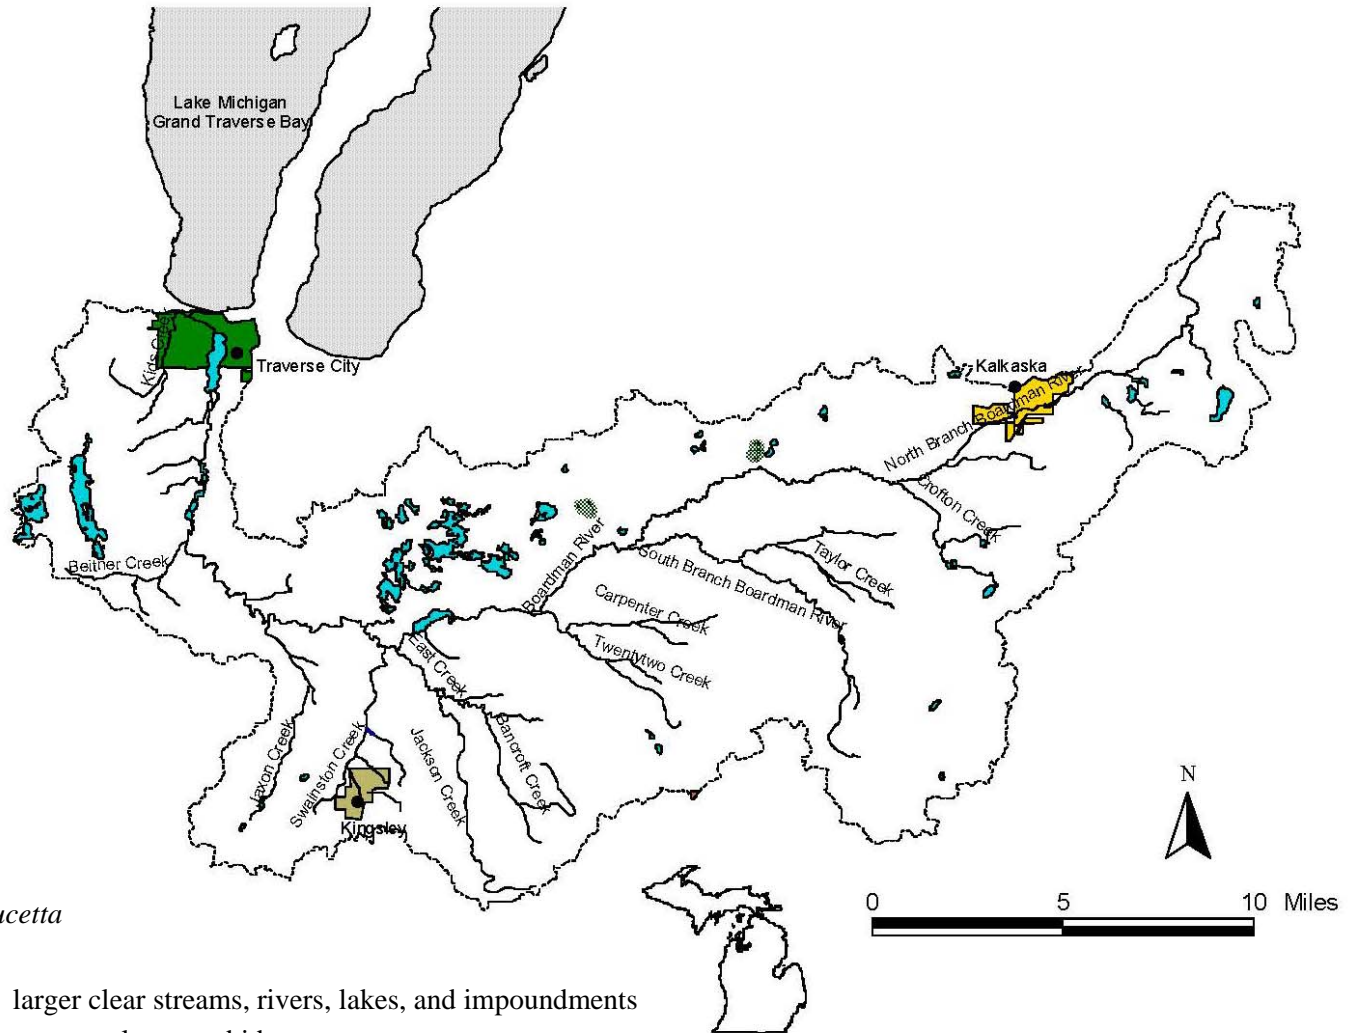 Lake Michigan
Grand Traverse Bay
Kids Creek
Traverse City
Kalkaska
North Branch Boardman River
Crofton Creek
Beitner Creek
Boardman River
South Branch Boardman River
Taylor Creek
Carpenter Creek
Twentytwo Creek
East Creek
Bancroft Creek
Jackson Creek
Swainston Creek
Jaxon Creek
Kingsley
N
0 5 10 Miles
ucetta
larger clear streams, rivers, lakes, and impoundments